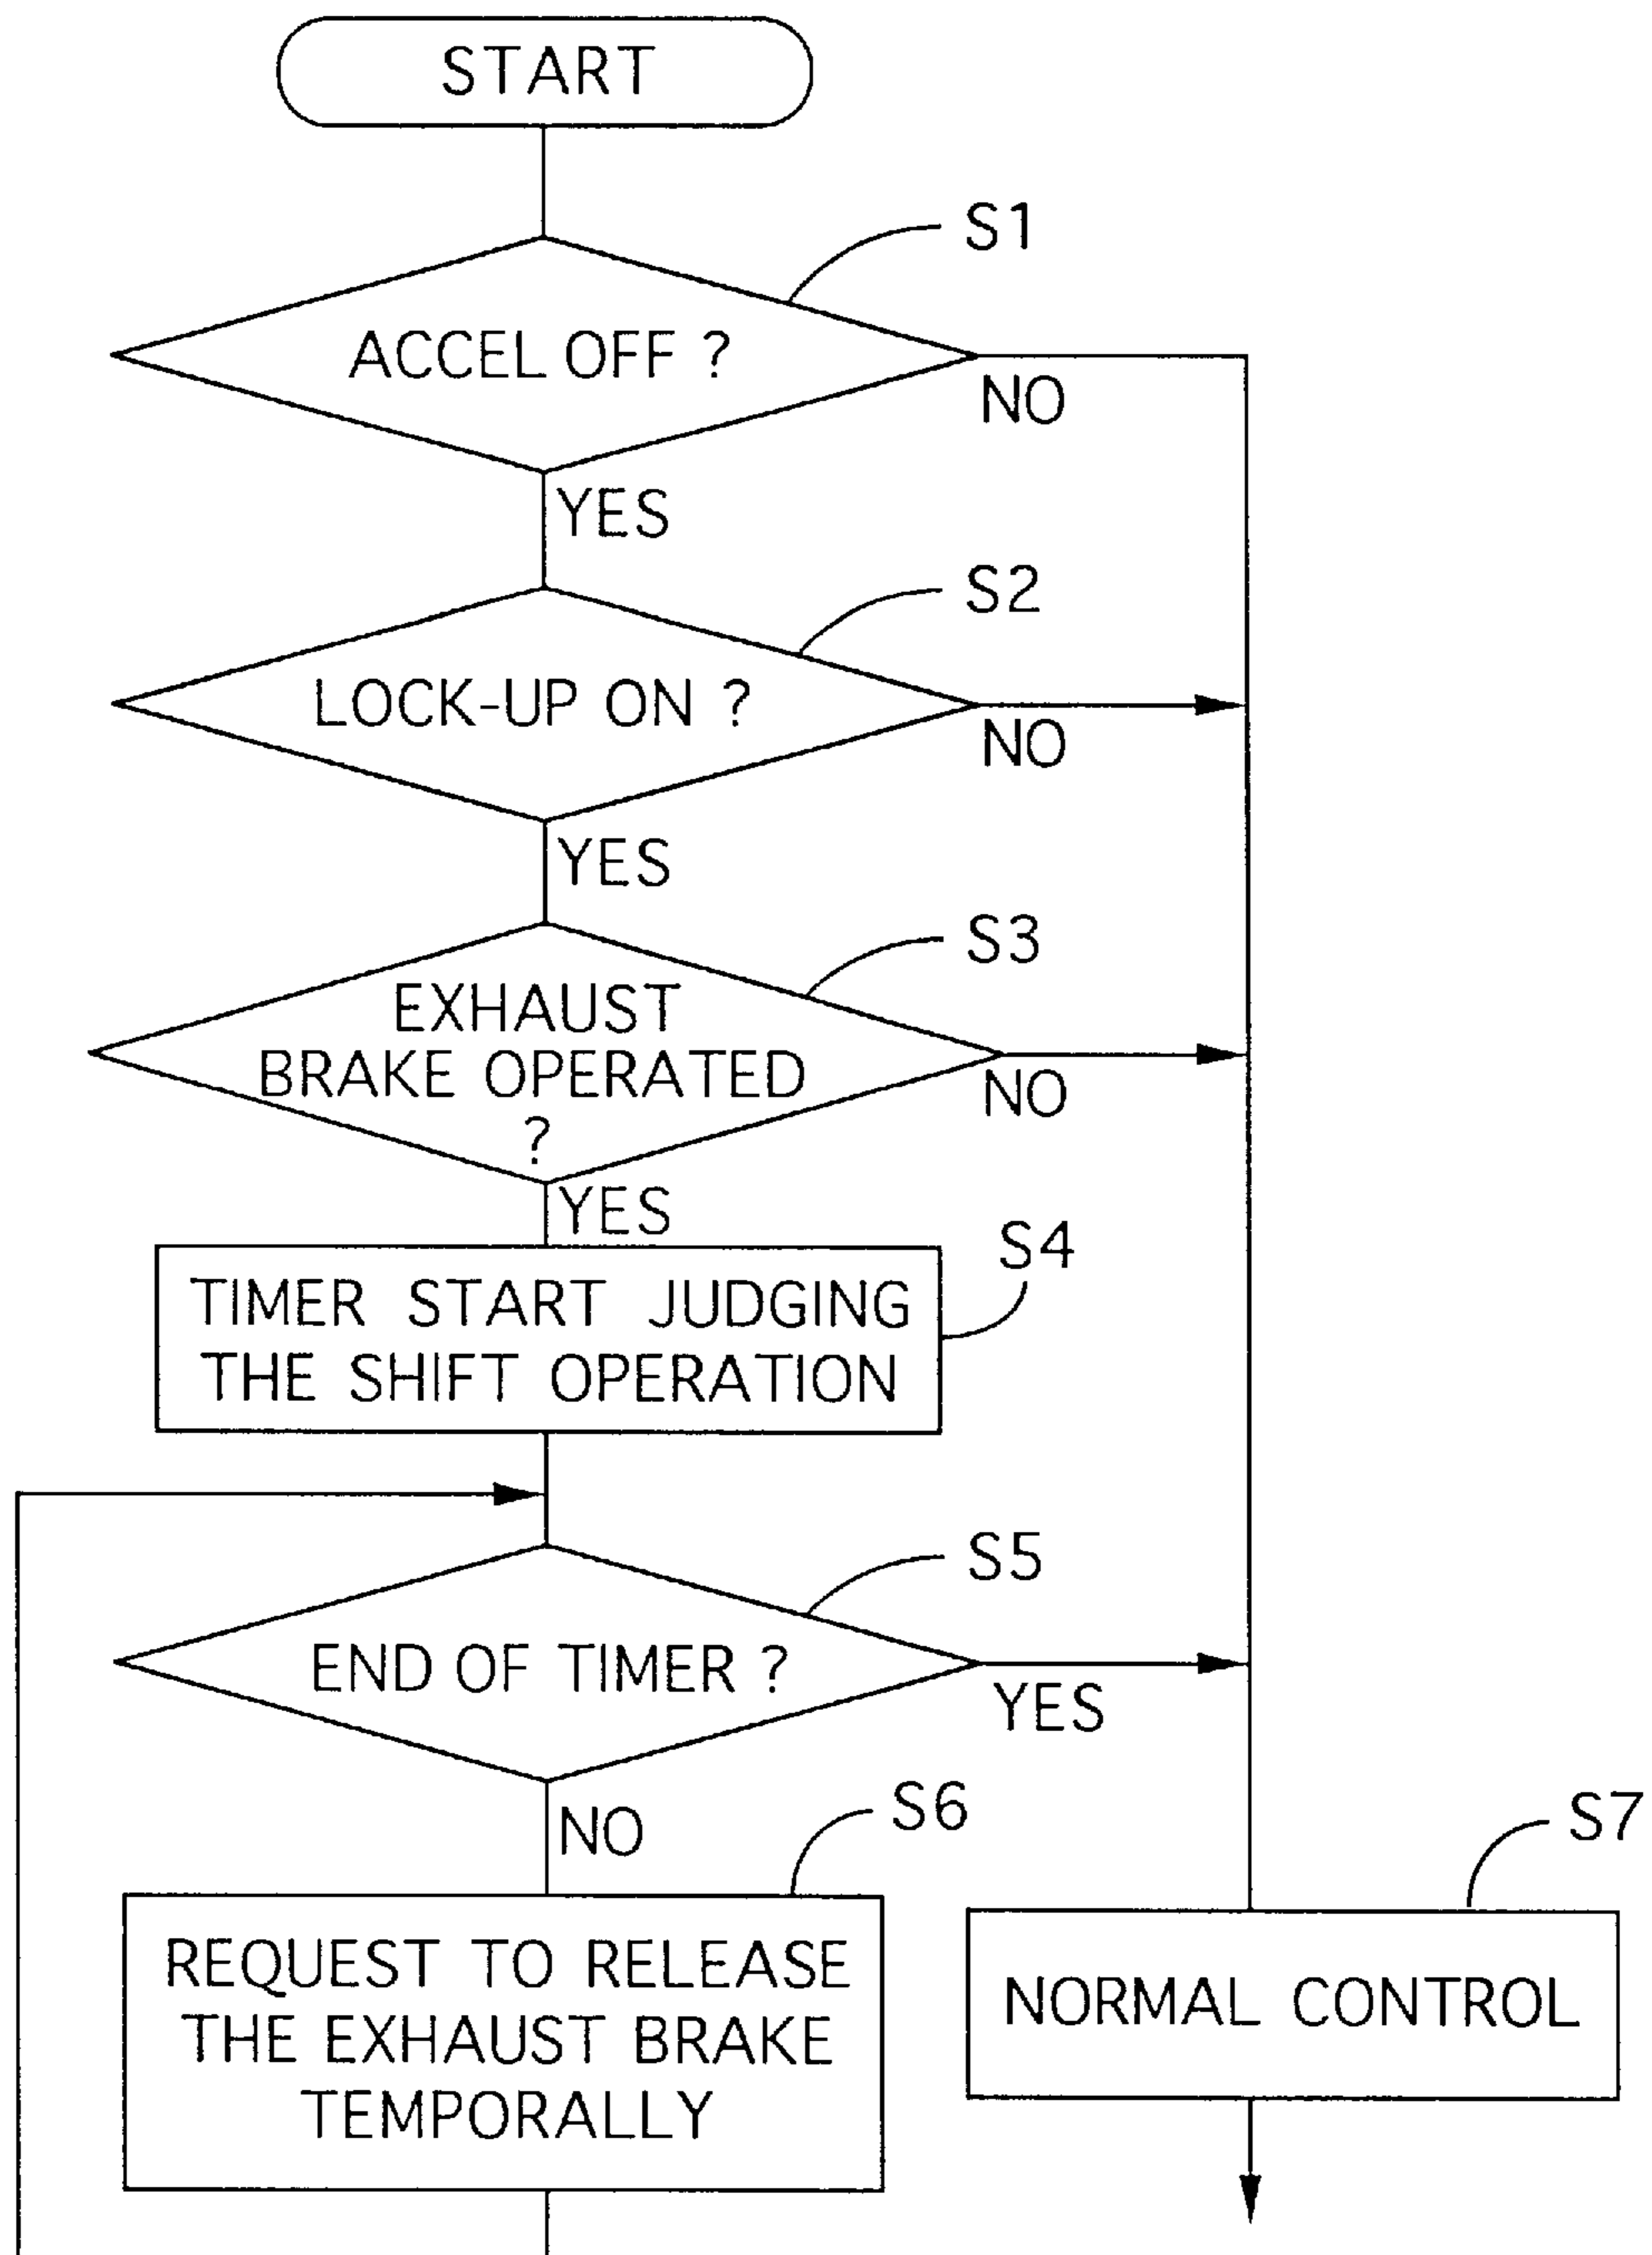 START
S1
ACCEL OFF ?
NO
YES
S2
LOCK-UP ON ?
NO
YES
S3
EXHAUST
BRAKE OPERATED
?
NO
YES
S4
TIMER START JUDGING
THE SHIFT OPERATION
S5
END OF TIMER ?
YES
NO
S6
S7
REQUEST TO RELEASE
THE EXHAUST BRAKE
TEMPORALLY
NORMAL CONTROL